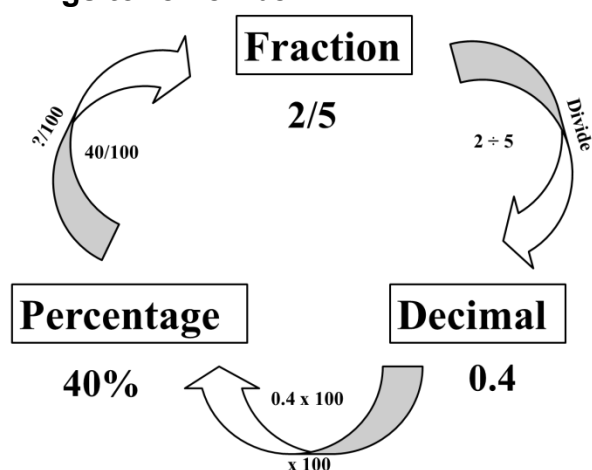 Fraction
2/5
Divide
2 ÷ 5
?/100
40/100
Percentage
40%
Decimal
0.4
0.4 x 100
x 100